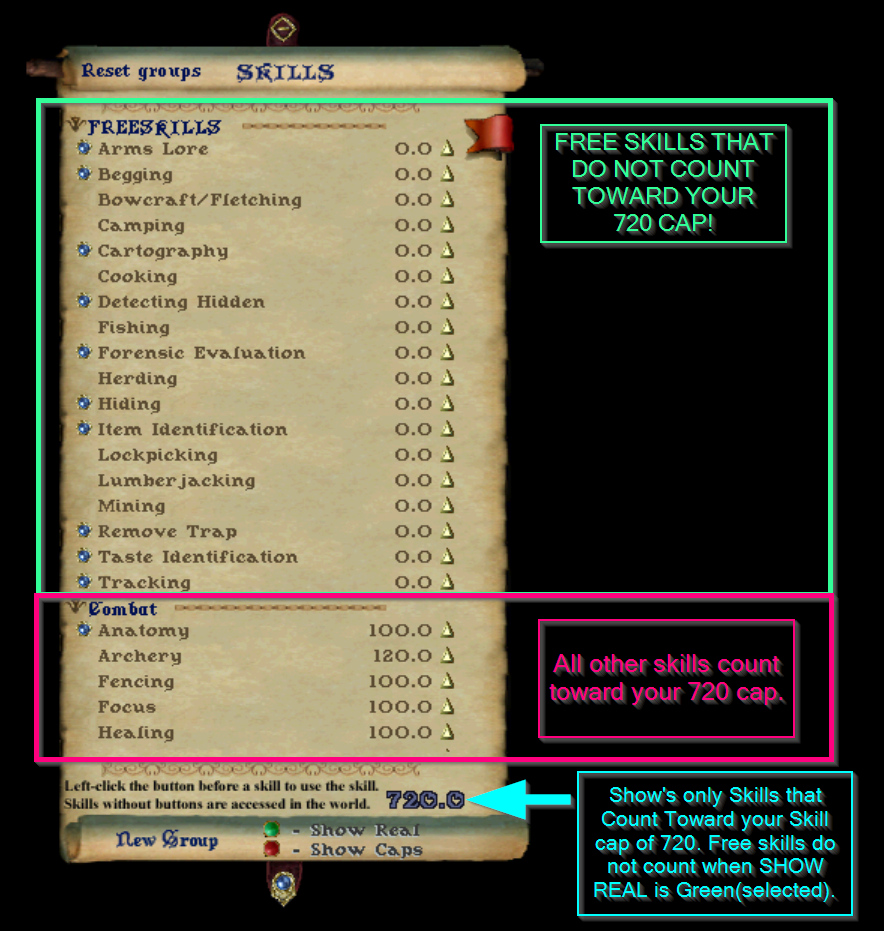 Reset groups SKILLS
FREESKILLS
Arms Lore 0.0
Begging 0.0
Bowcraft/Fletching 0.0
Camping 0.0
Cartography 0.0
Cooking 0.0
Detecting Hidden 0.0
Fishing 0.0
Forensic Evaluation 0.0
Herding 0.0
Hiding 0.0
Item Identification 0.0
Lockpicking 0.0
Lumberjacking 0.0
Mining 0.0
Remove Trap 0.0
Taste Identification 0.0
Tracking 0.0
FREE SKILLS THAT
DO NOT COUNT
TOWARD YOUR
720 CAP!
Combat
Anatomy 100.0
Archery 120.0
Fencing 100.0
Focus 100.0
Healing 100.0
All other skills count
toward your 720 cap.
Left-click the button before a skill to use the skill.
Skills without buttons are accessed in the world.
720.0
Show's only Skills that
Count Toward your Skill
cap of 720. Free skills do
not count when SHOW
REAL is Green(selected).
New Group
- Show Real
- Show Caps